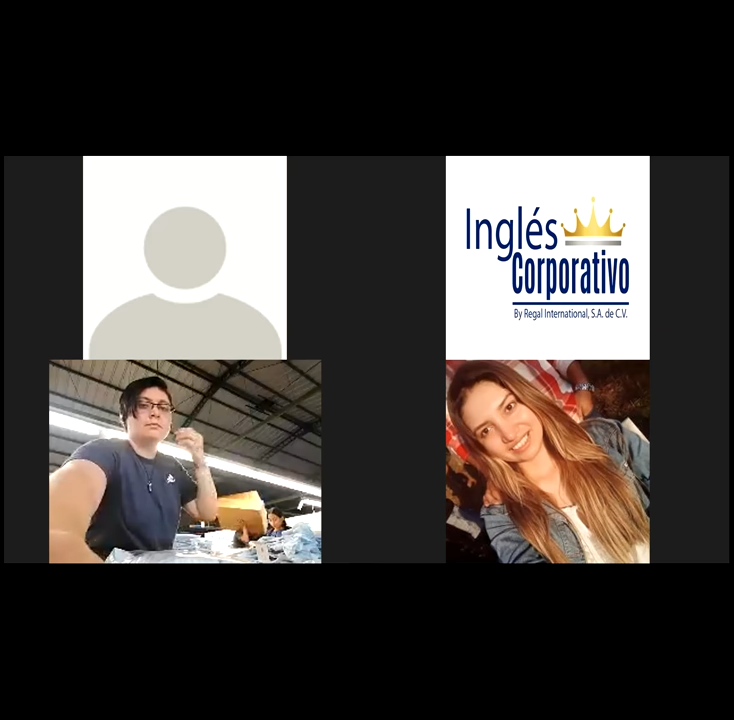 Inglés
Corporativo
By Regal International, S.A. de C.V.